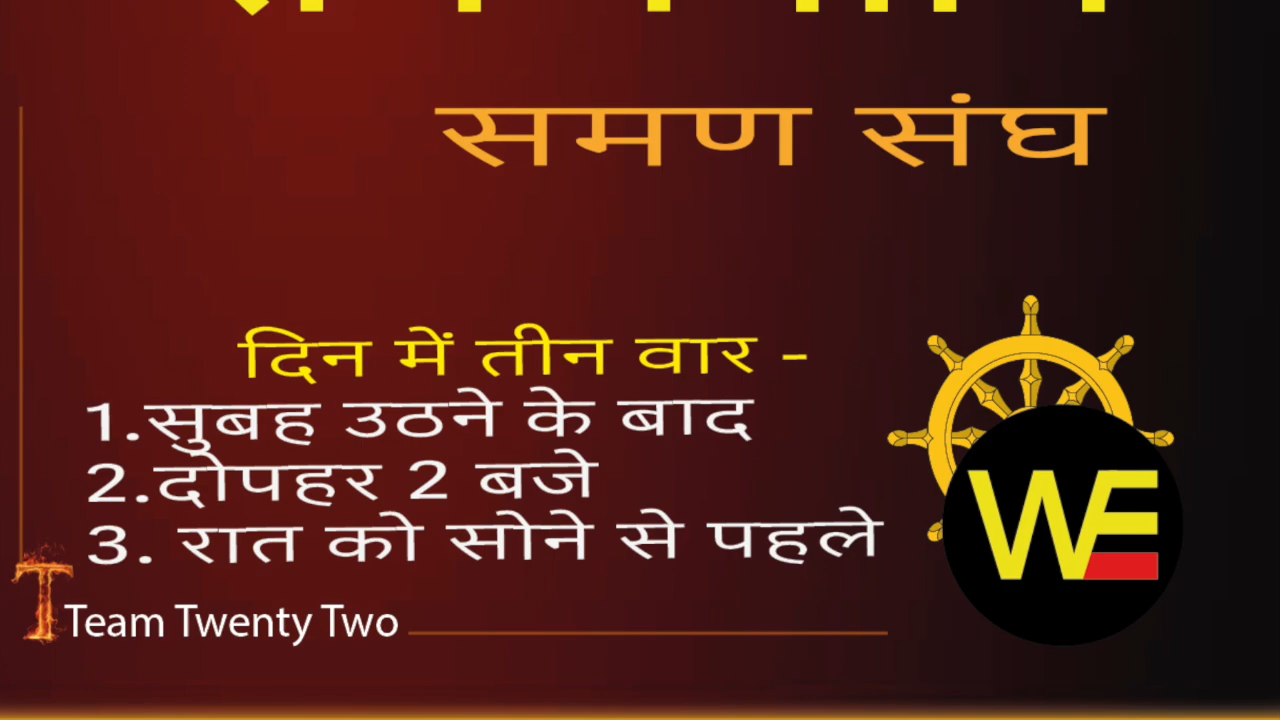 समण संघ
दिन में तीन वार -
1.सुबह उठने के बाद
2.दोपहर 2 बजे
3. रात को सोने से पहले
Team Twenty Two
WE